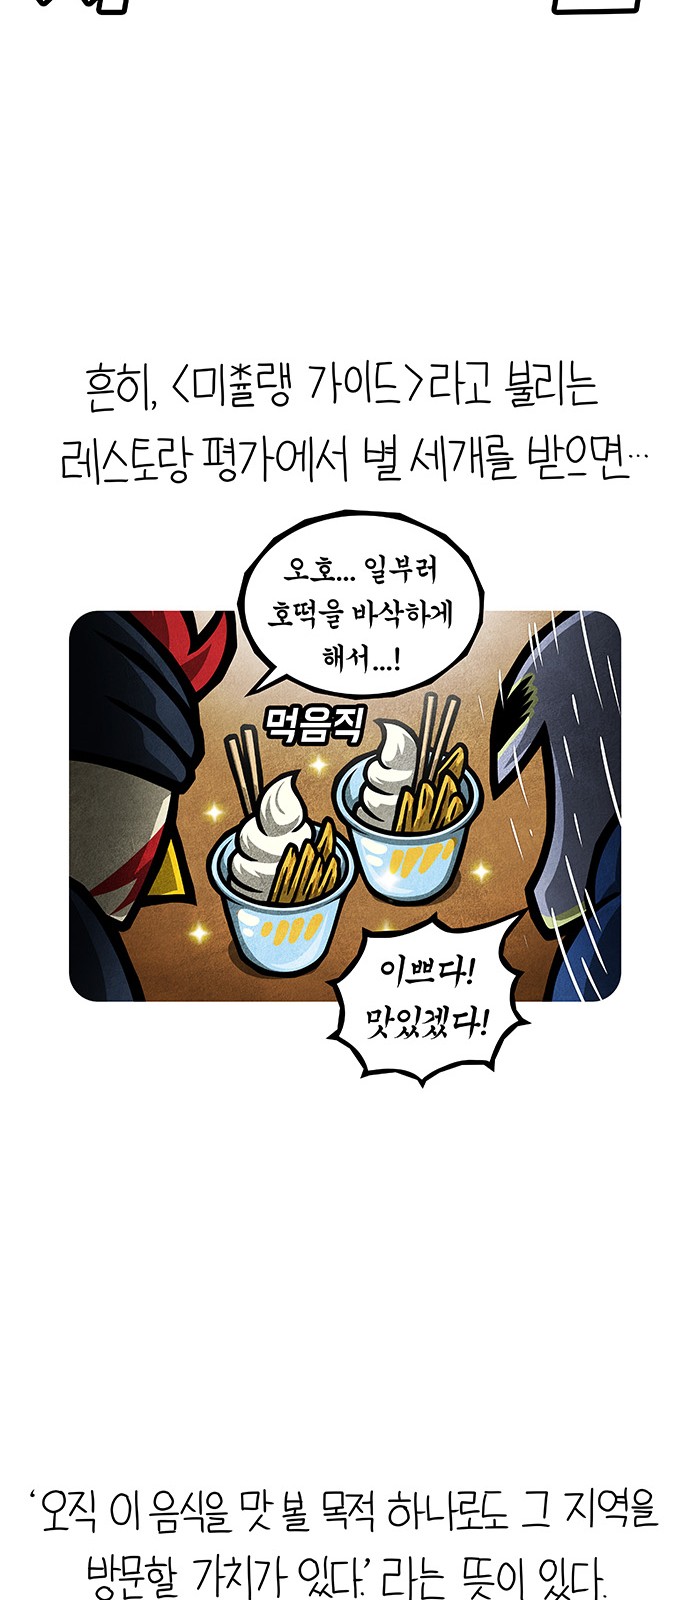 흔히, <미슐랭 가이드>라고 불리는
레스토랑 평가에서 별 세개를 받으면...
오호... 일부러
호떡을 바삭하게
해서...!
먹음직
이쁘다!
맛있겠다!
'오직 이 음식을 맛 볼 목적 하나로도 그 지역을
방문할 가치가 있다.' 라는 뜻이 있다.